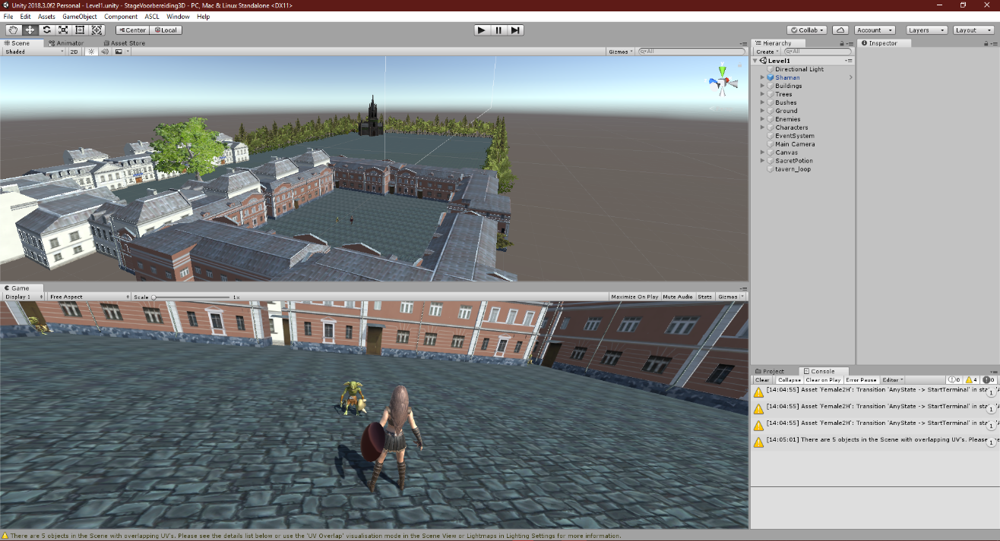 Unity 2018.3.0f2 Personal - Level1.unity - StageVoorbereiding3D - PC, Mac & Linux Standalone <DX11>
File Edit Assets GameObject Component ASCL Window Help
Center Local Collab Account Layers Layout
Scene Animator Asset Store
Shaded 2D Gizmos All
Hierarchy
Create All
Level1
Directional Light
Shaman
Buildings
Trees
Bushes
Ground
Enemies
Characters
EventSystem
Main Camera
Canvas
SacretPotion
tavern_loop
Inspector
Game
Display 1 Free Aspect Scale 1x Maximize On Play Mute Audio Stats Gizmos
Project Console
Clear Collapse Clear on Play Error Pause Editor 0 4 0
[14:04:55] Asset 'Female2H': Transition 'AnyState -> StartTerminal' in 1
[14:04:55] Asset 'Female2H': Transition 'AnyState -> StartTerminal' in 1
[14:04:55] Asset 'Female2H': Transition 'AnyState -> StartTerminal' in 1
[14:05:01] There are 5 objects in the Scene with overlapping UV's. Please 1
There are 5 objects in the Scene with overlapping UV's. Please see the details list below or use the 'UV Overlap' visualisation mode in the Scene View or Lightmaps in Lighting Settings for more information.